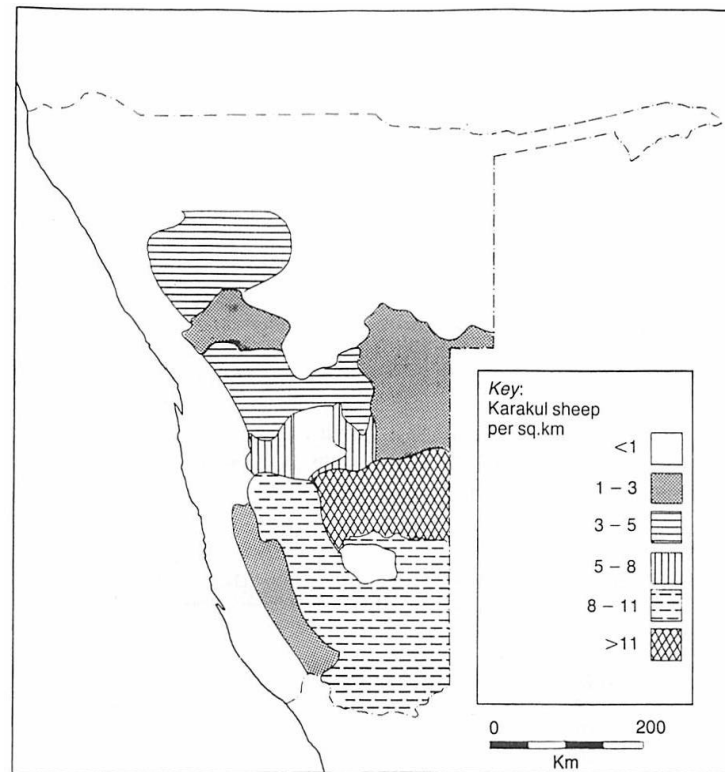 Key:
Karakul sheep
per sq.km
<1
1 – 3
3 – 5
5 – 8
8 – 11
>11
0 200
Km